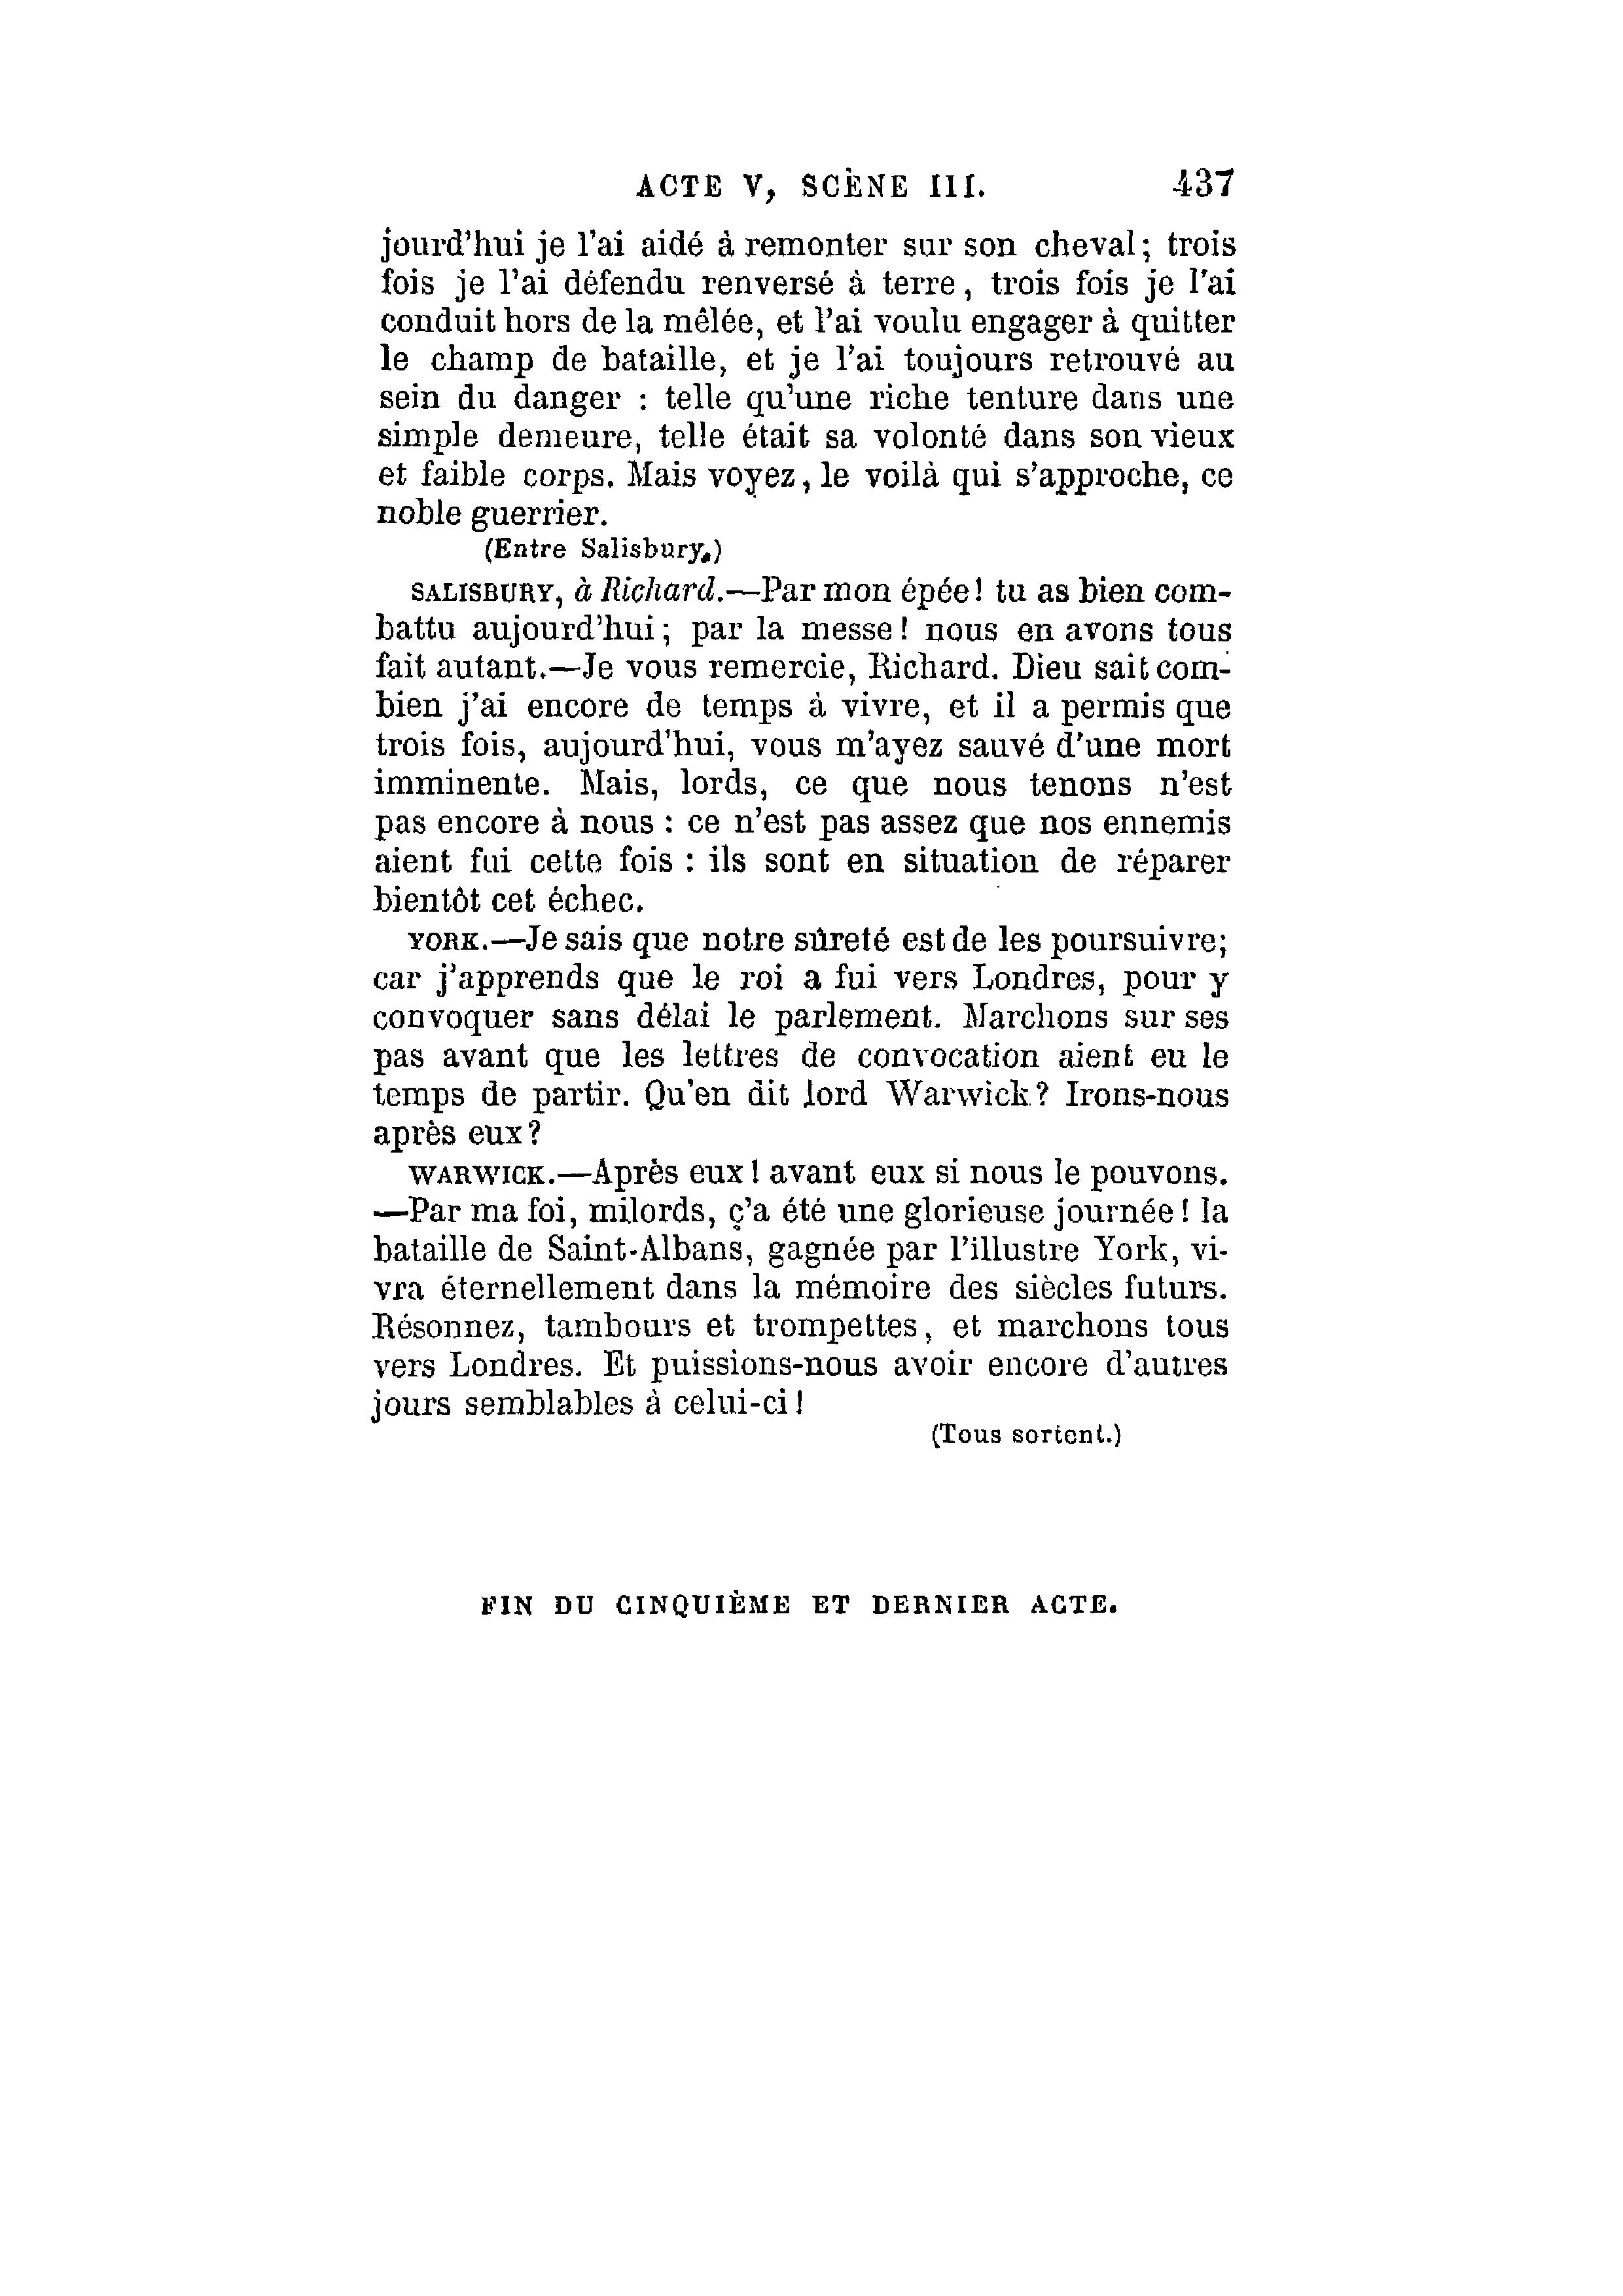 ACTE V, SCÈNE III. 437
jourd'hui je l'ai aidé à remonter sur son cheval; trois
fois je l'ai défendu renversé à terre, trois fois je l'ai
conduit hors de la mêlée, et l'ai voulu engager à quitter
le champ de bataille, et je l'ai toujours retrouvé au
sein du danger : telle qu'une riche tenture dans une
simple demeure, telle était sa volonté dans son vieux
et faible corps. Mais voyez, le voilà qui s'approche, ce
noble guerrier.
(Entre Salisbury.)
SALISBURY, à Richard.—Par mon épée! tu as bien com-
battu aujourd'hui; par la messe! nous en avons tous
fait autant.—Je vous remercie, Richard. Dieu sait com-
bien j'ai encore de temps à vivre, et il a permis que
trois fois, aujourd'hui, vous m'ayez sauvé d'une mort
imminente. Mais, lords, ce que nous tenons n'est
pas encore à nous : ce n'est pas assez que nos ennemis
aient fui cette fois : ils sont en situation de réparer
bientôt cet échec.
YORK.—Je sais que notre sûreté est de les poursuivre;
car j'apprends que le roi a fui vers Londres, pour y
convoquer sans délai le parlement. Marchons sur ses
pas avant que les lettres de convocation aient eu le
temps de partir. Qu'en dit lord Warwick? Irons-nous
après eux?
WARWICK.—Après eux! avant eux si nous le pouvons.
—Par ma foi, milords, ç'a été une glorieuse journée! la
bataille de Saint-Albans, gagnée par l'illustre York, vi-
vra éternellement dans la mémoire des siècles futurs.
Résonnez, tambours et trompettes, et marchons tous
vers Londres. Et puissions-nous avoir encore d'autres
jours semblables à celui-ci!
(Tous sortent.)
FIN DU CINQUIÈME ET DERNIER ACTE.